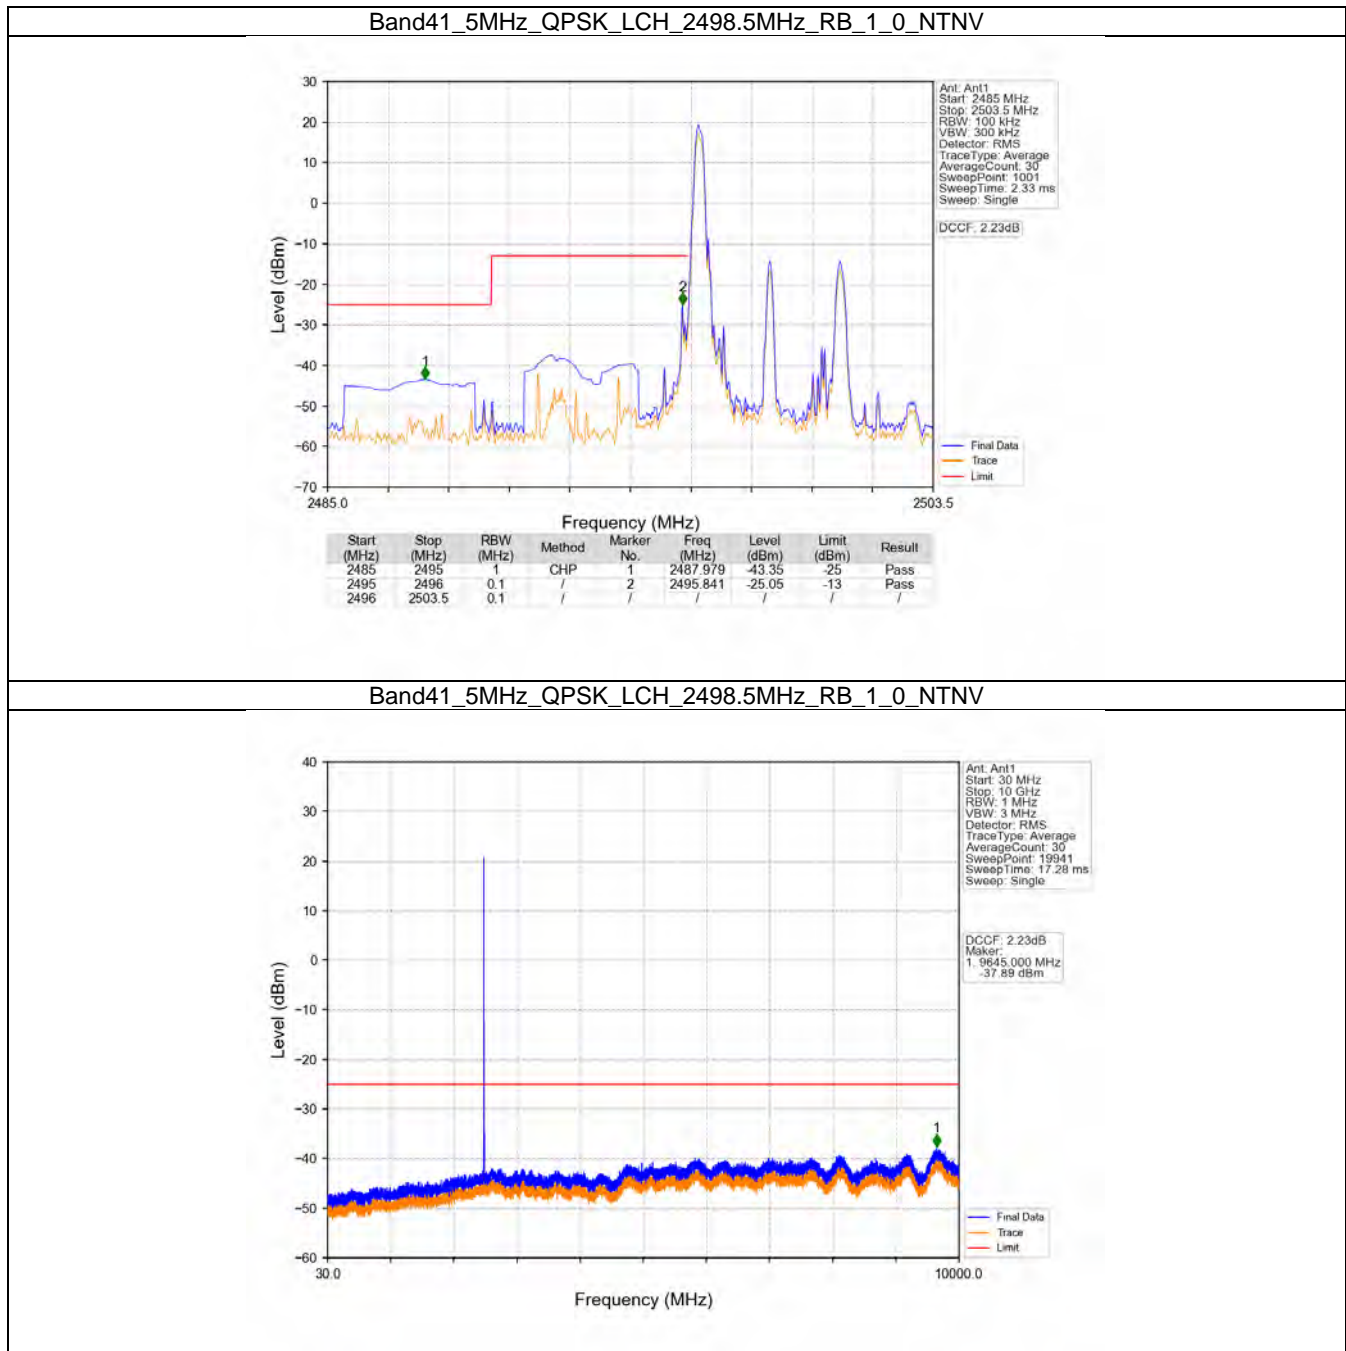 Band41_5MHz_QPSK_LCH_2498.5MHz_RB_1_0_NTNV
30
20
10
0
−10
−20
−30
−40
−50
−60
−70
Level (dBm)
1
2
2485.0
2503.5
Frequency (MHz)
Ant: Ant1
Start: 2485 MHz
Stop: 2503.5 MHz
RBW: 100 kHz
VBW: 300 kHz
Detector: RMS
TraceType: Average
AverageCount: 30
SweepPoint: 1001
SweepTime: 2.33 ms
Sweep: Single
DCCF: 2.23dB
Final Data
Trace
Limit
Start (MHz) Stop (MHz) RBW (MHz) Method Marker No. Freq (MHz) Level (dBm) Limit (dBm) Result
2485 2495 1 CHP 1 2487.979 -43.35 -25 Pass
2495 2496 0.1 / 2 2495.841 -25.05 -13 Pass
2496 2503.5 0.1 / / / / / /
Band41_5MHz_QPSK_LCH_2498.5MHz_RB_1_0_NTNV
40
30
20
10
0
−10
−20
−30
−40
−50
−60
Level (dBm)
1
30.0
10000.0
Frequency (MHz)
Ant: Ant1
Start: 30 MHz
Stop: 10 GHz
RBW: 1 MHz
VBW: 3 MHz
Detector: RMS
TraceType: Average
AverageCount: 30
SweepPoint: 19941
SweepTime: 17.28 ms
Sweep: Single
DCCF: 2.23dB
Maker:
1. 9645.000 MHz
-37.89 dBm
Final Data
Trace
Limit